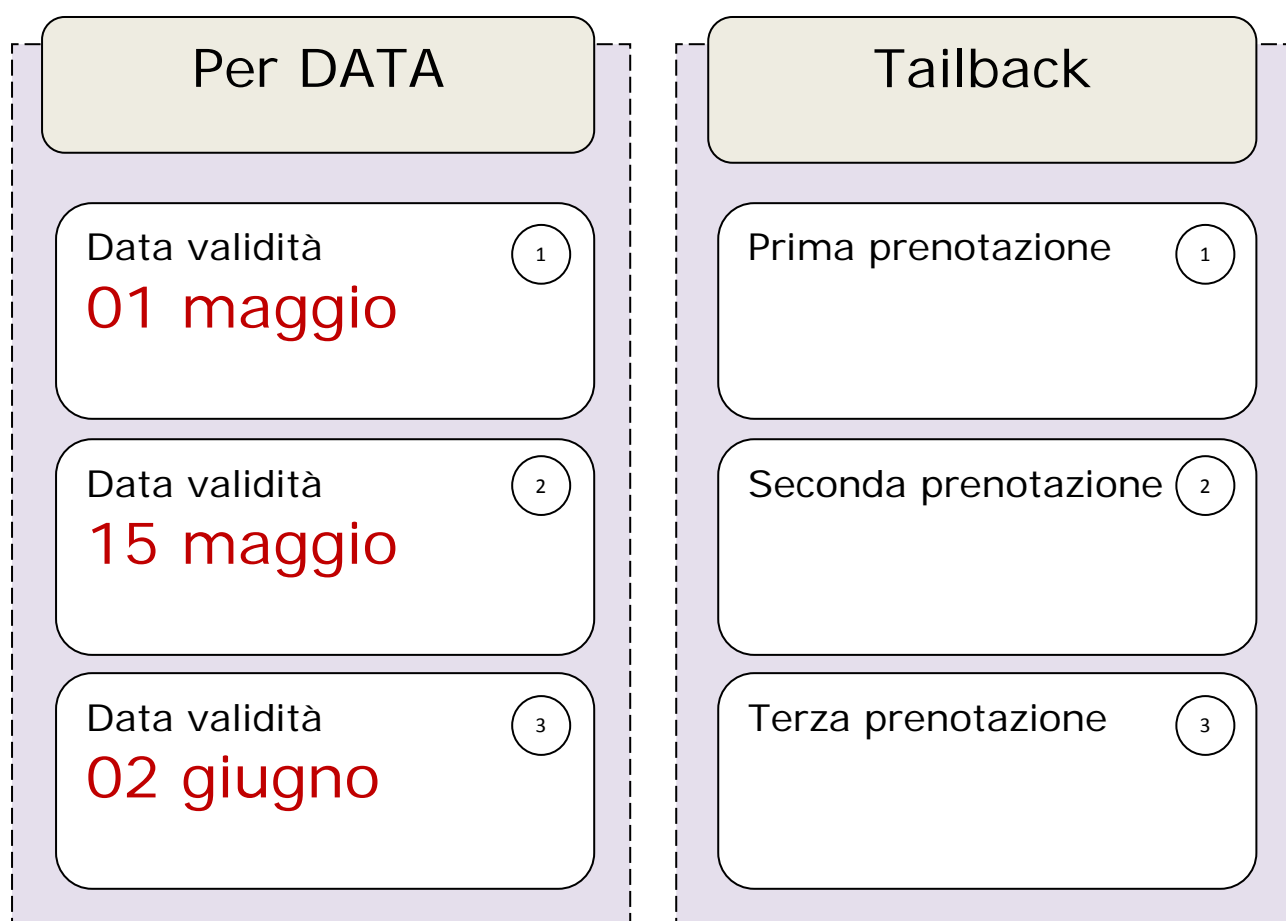 Per DATA
Data validità
1
01 maggio
Data validità
2
15 maggio
Data validità
3
02 giugno
Tailback
Prima prenotazione
1
Seconda prenotazione
2
Terza prenotazione
3